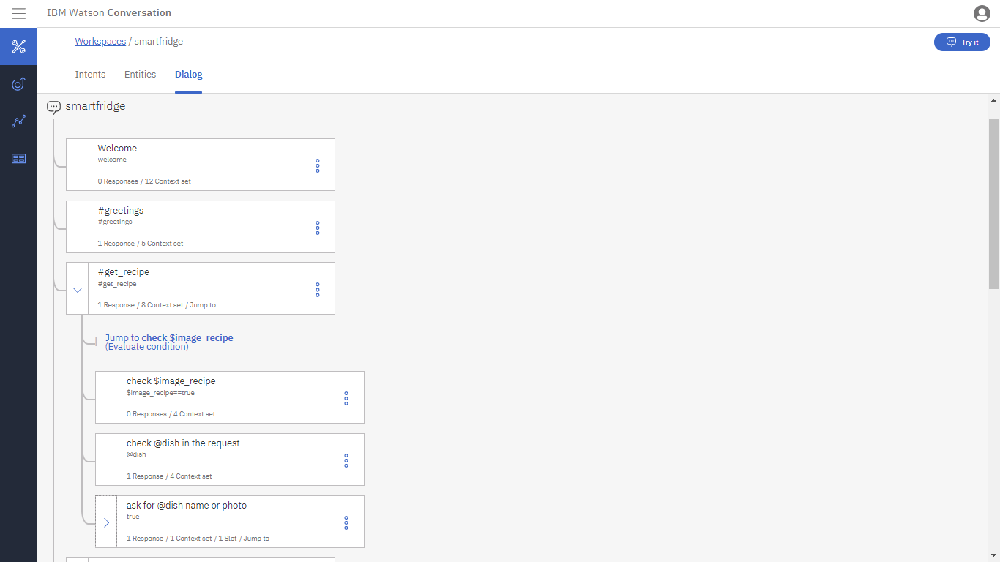 IBM Watson Conversation
Workspaces / smartfridge
Try it
Intents Entities Dialog
smartfridge
Welcome
welcome
0 Responses / 12 Context set
#greetings
#greetings
1 Response / 5 Context set
#get_recipe
#get_recipe
1 Response / 8 Context set / Jump to
Jump to check $image_recipe
(Evaluate condition)
check $image_recipe
$image_recipe==true
0 Responses / 4 Context set
check @dish in the request
@dish
1 Response / 4 Context set
ask for @dish name or photo
true
1 Response / 1 Context set / 1 Slot / Jump to